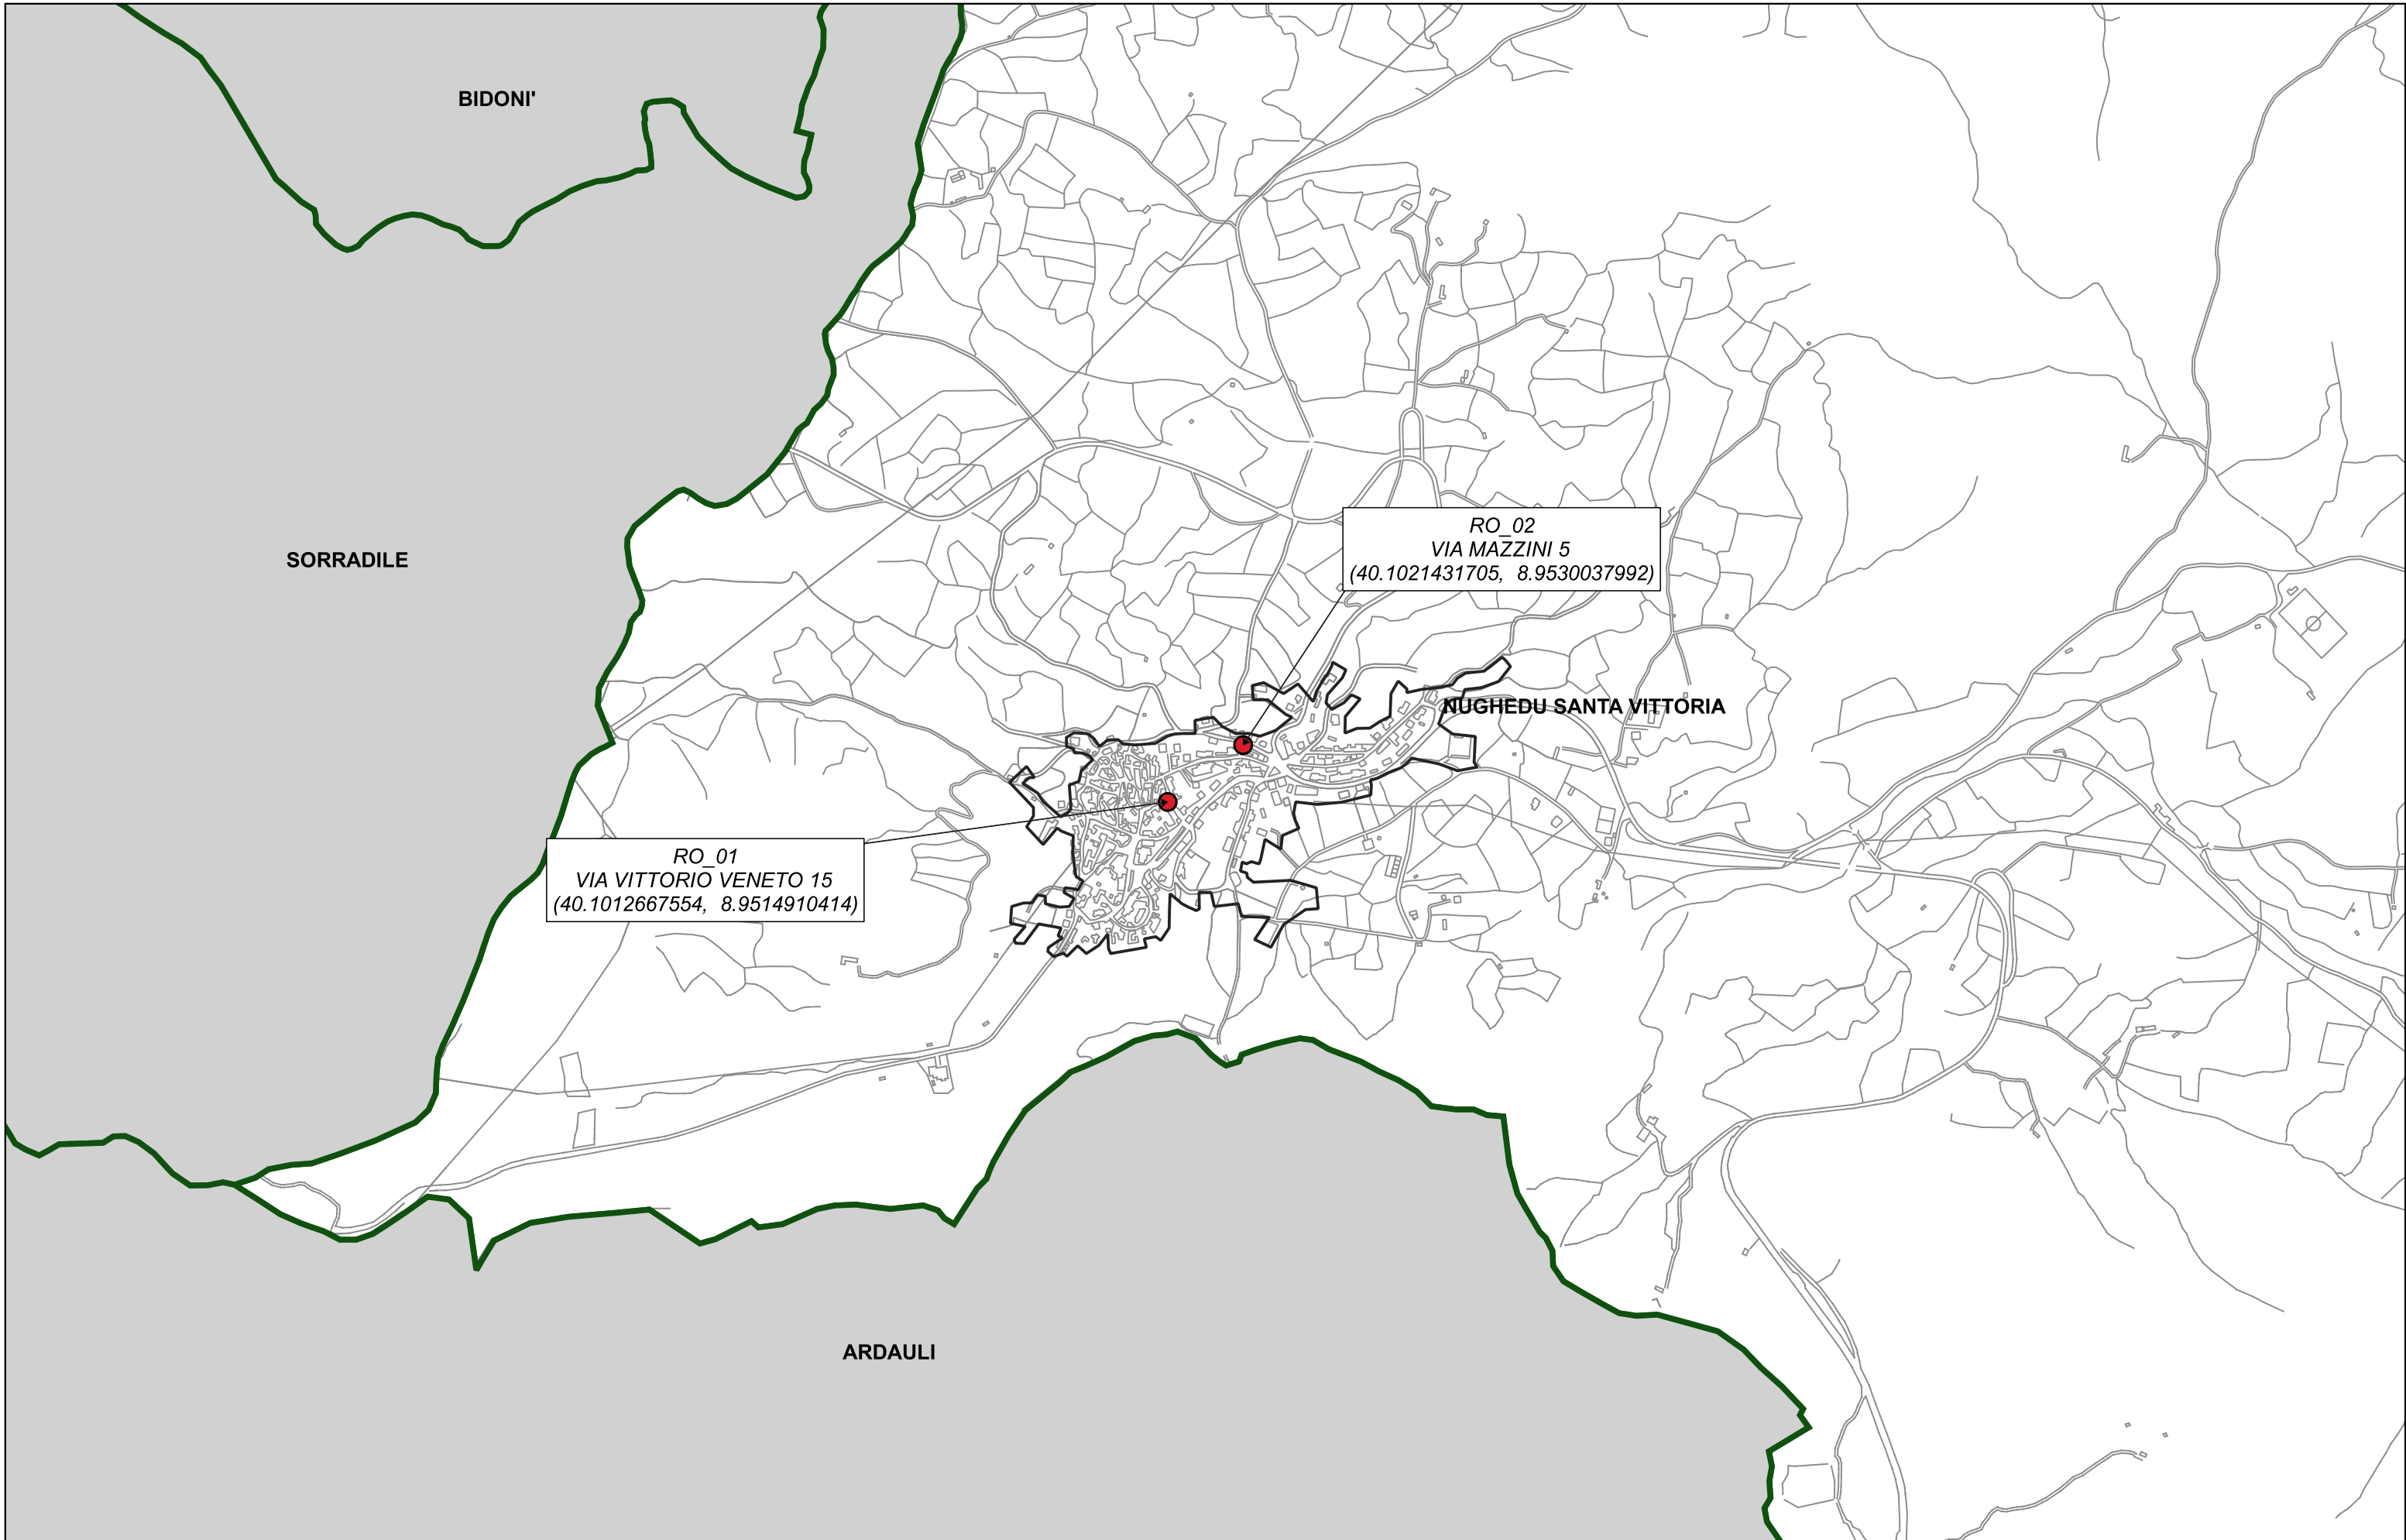 BIDONI'
SORRADILE
RO_02
VIA MAZZINI 5
(40.1021431705, 8.9530037992)
NUGHEDU SANTA VITTORIA
RO_01
VIA VITTORIO VENETO 15
(40.1012667554, 8.9514910414)
ARDAULI